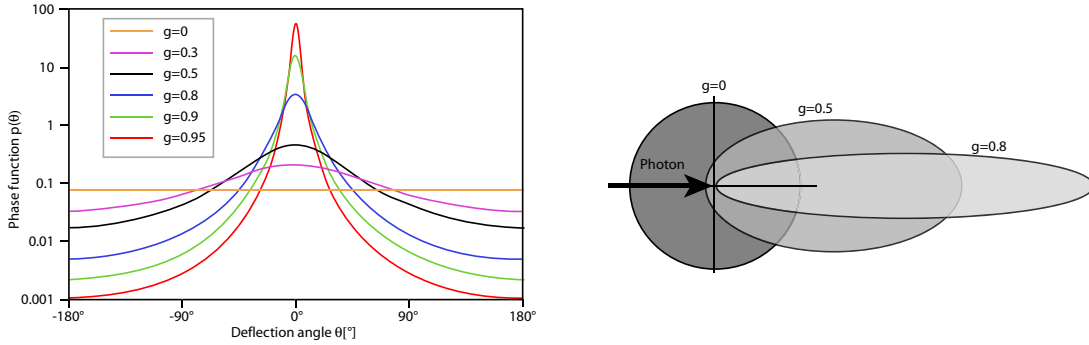 100
10
1
0.1
0.01
0.001
Phase function p(θ)
g=0
g=0.3
g=0.5
g=0.8
g=0.9
g=0.95
-180°
-90°
0°
90°
180°
Deflection angle θ[°]
g=0
g=0.5
g=0.8
Photon